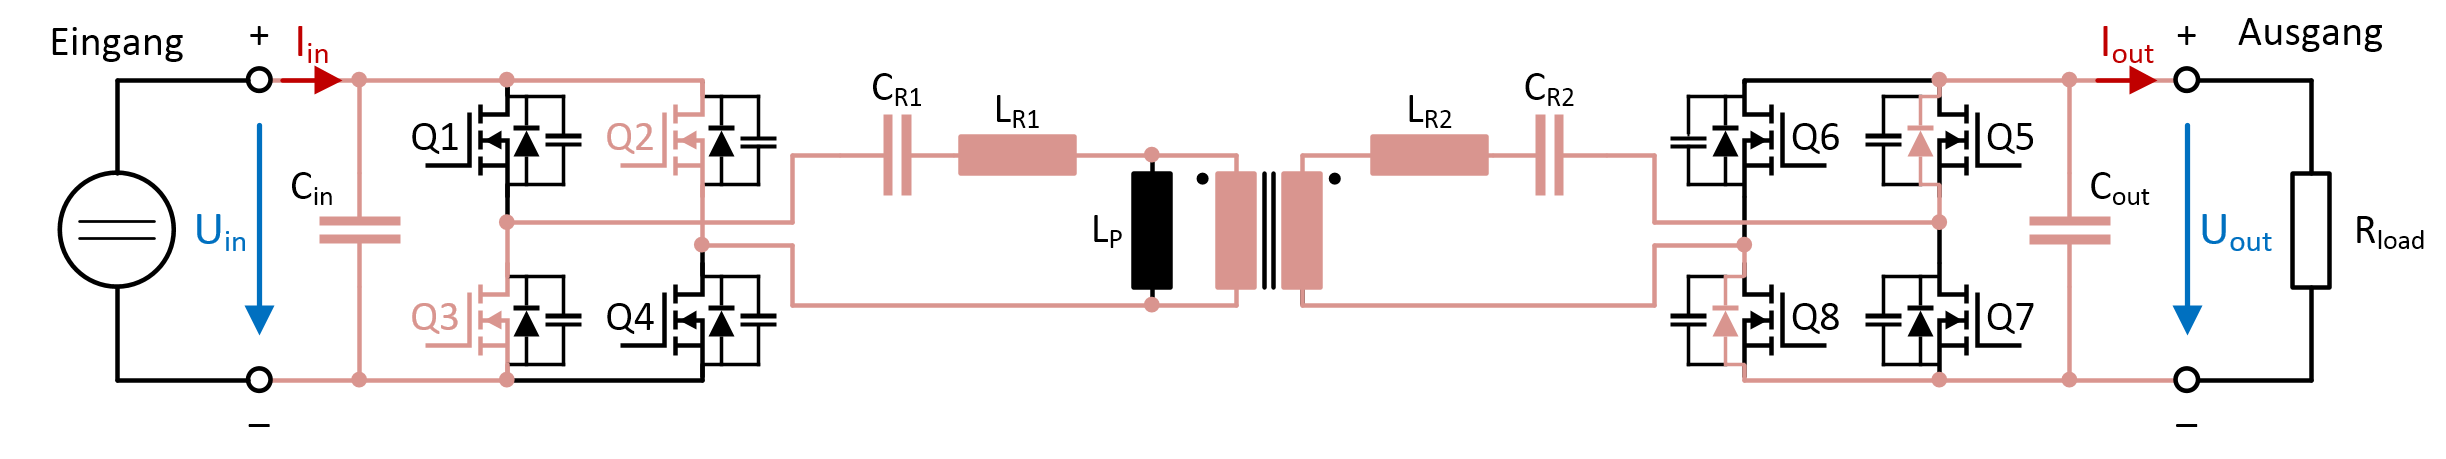 Eingang
+
Iin
Q1
Q2
Cin
Uin
Q3
Q4
–
CR1
LR1
LP
LR2
CR2
Q6
Q5
Q8
Q7
Iout
+
Ausgang
Cout
Uout
Rload
–